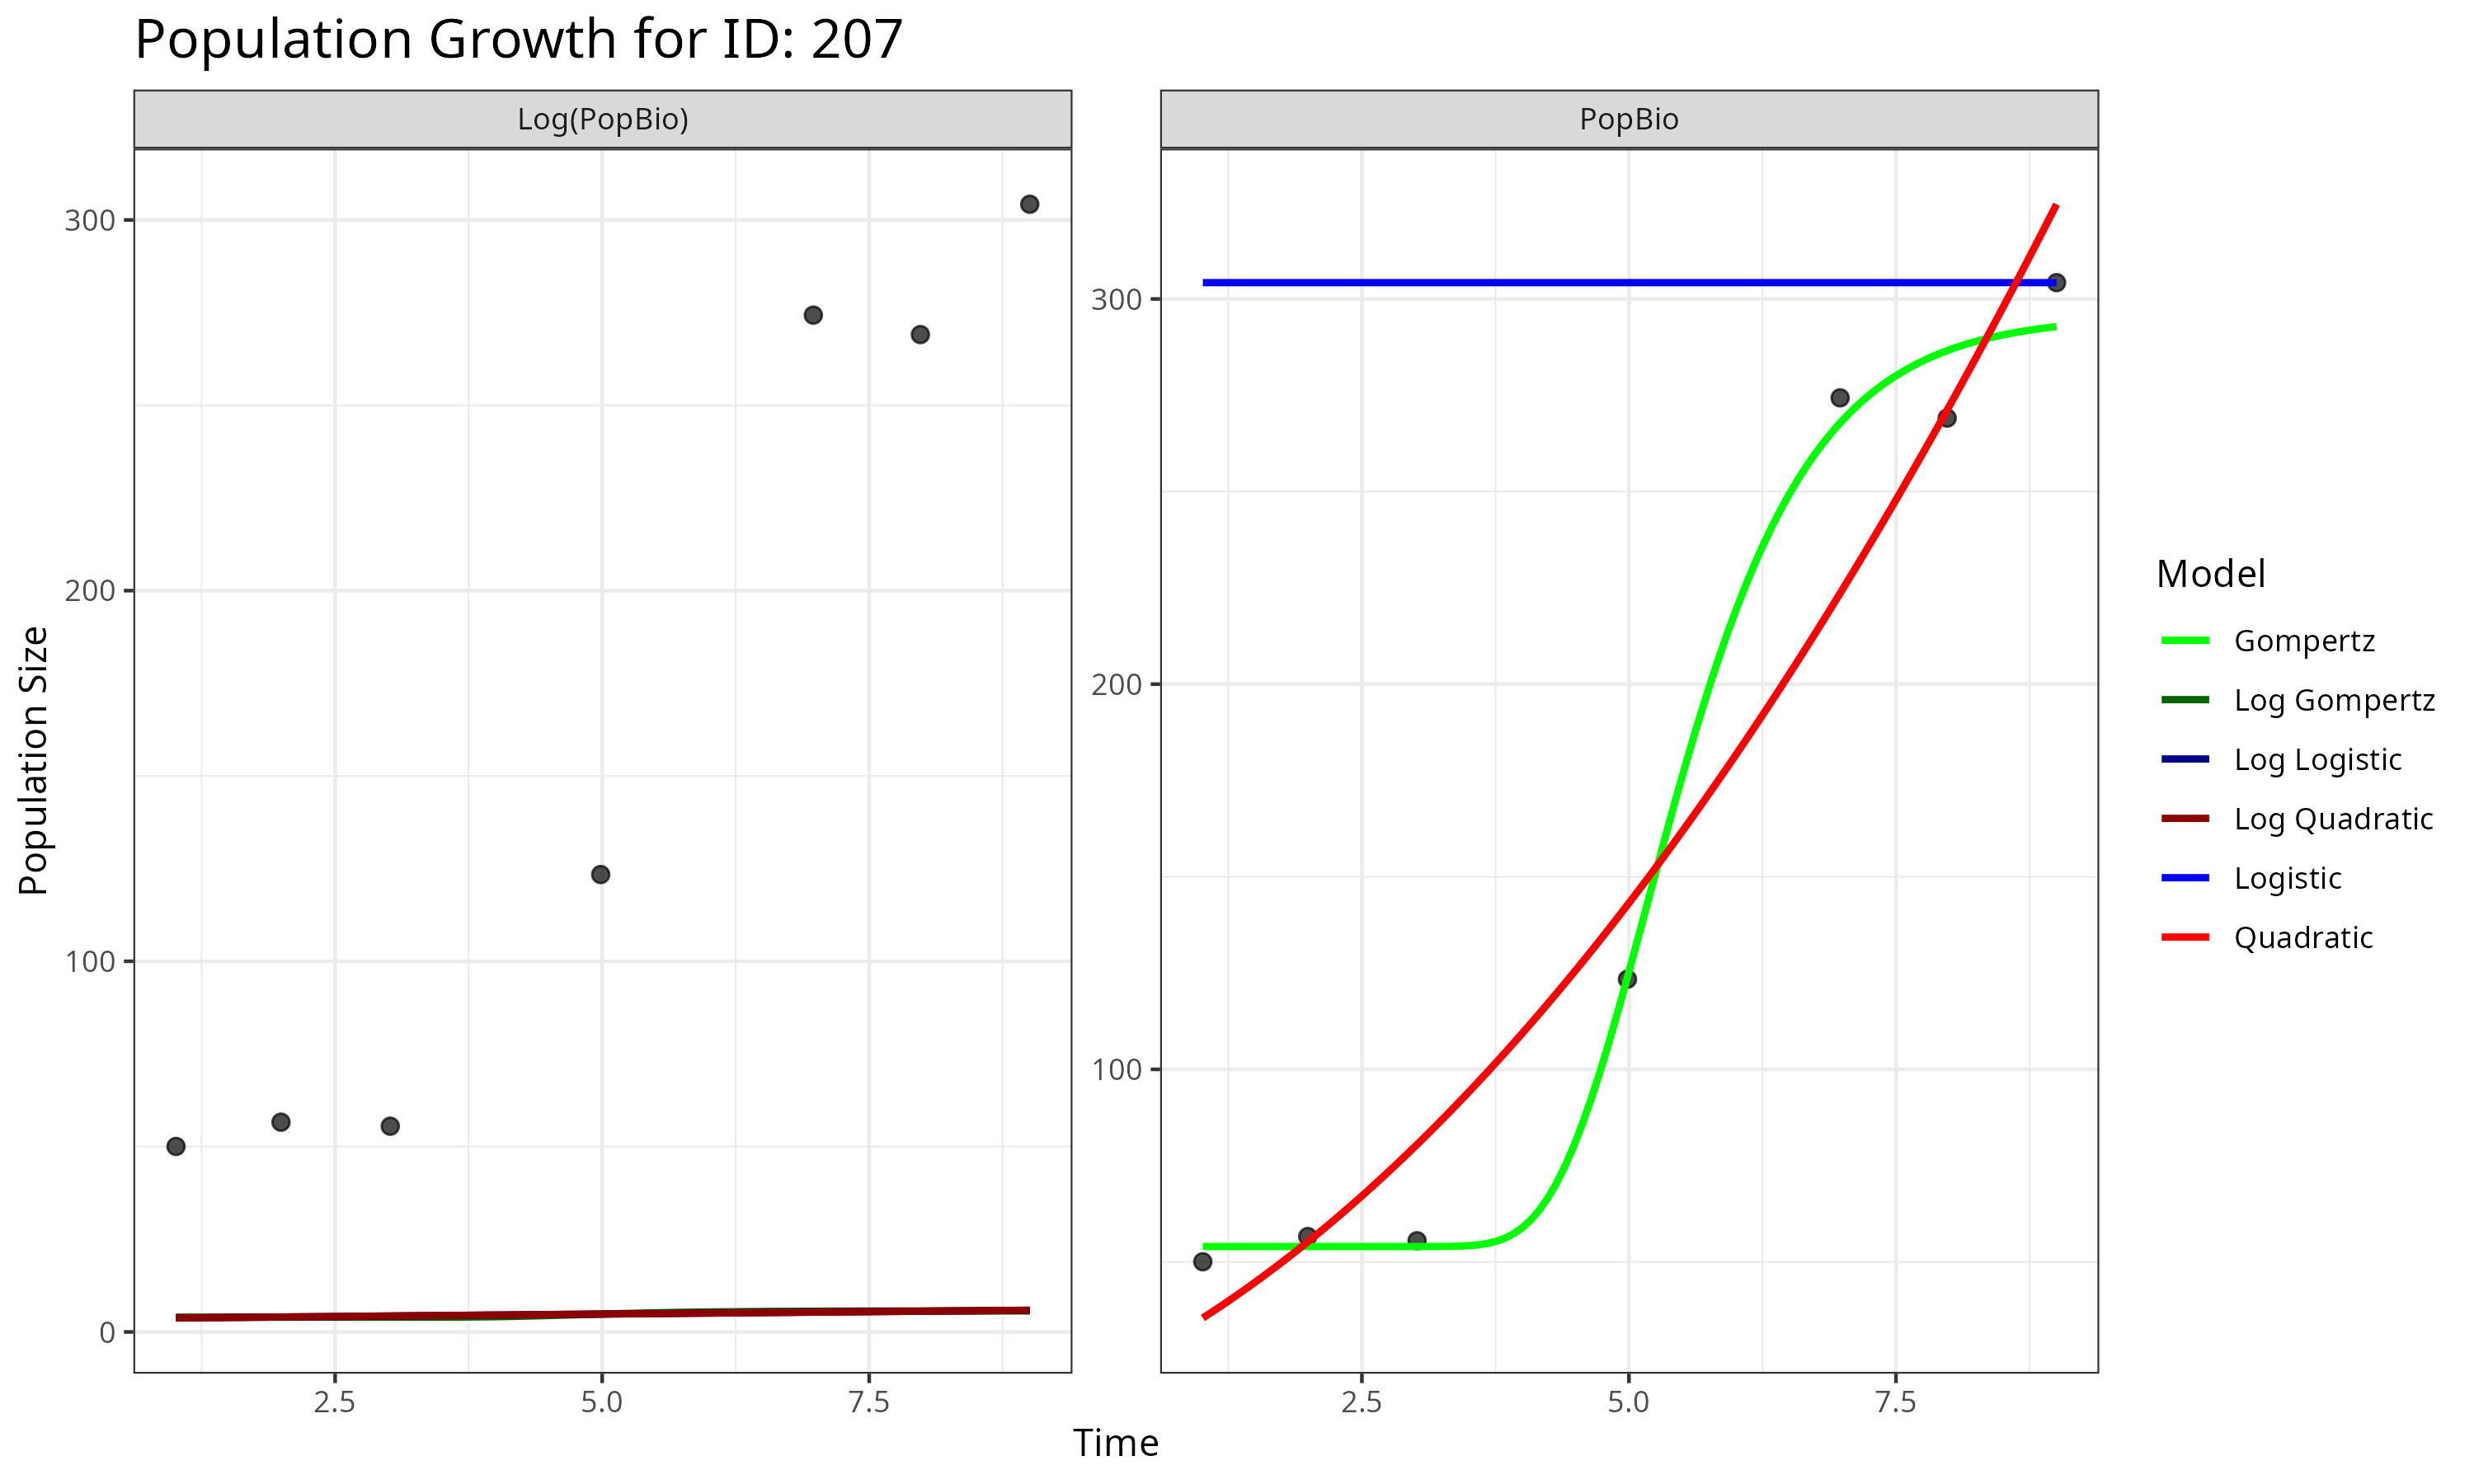 Population Growth for ID: 207
Log(PopBio)
PopBio
Population Size
300
200
100
0
300
200
100
2.5
5.0
7.5
2.5
5.0
7.5
Time
Model
Gompertz
Log Gompertz
Log Logistic
Log Quadratic
Logistic
Quadratic